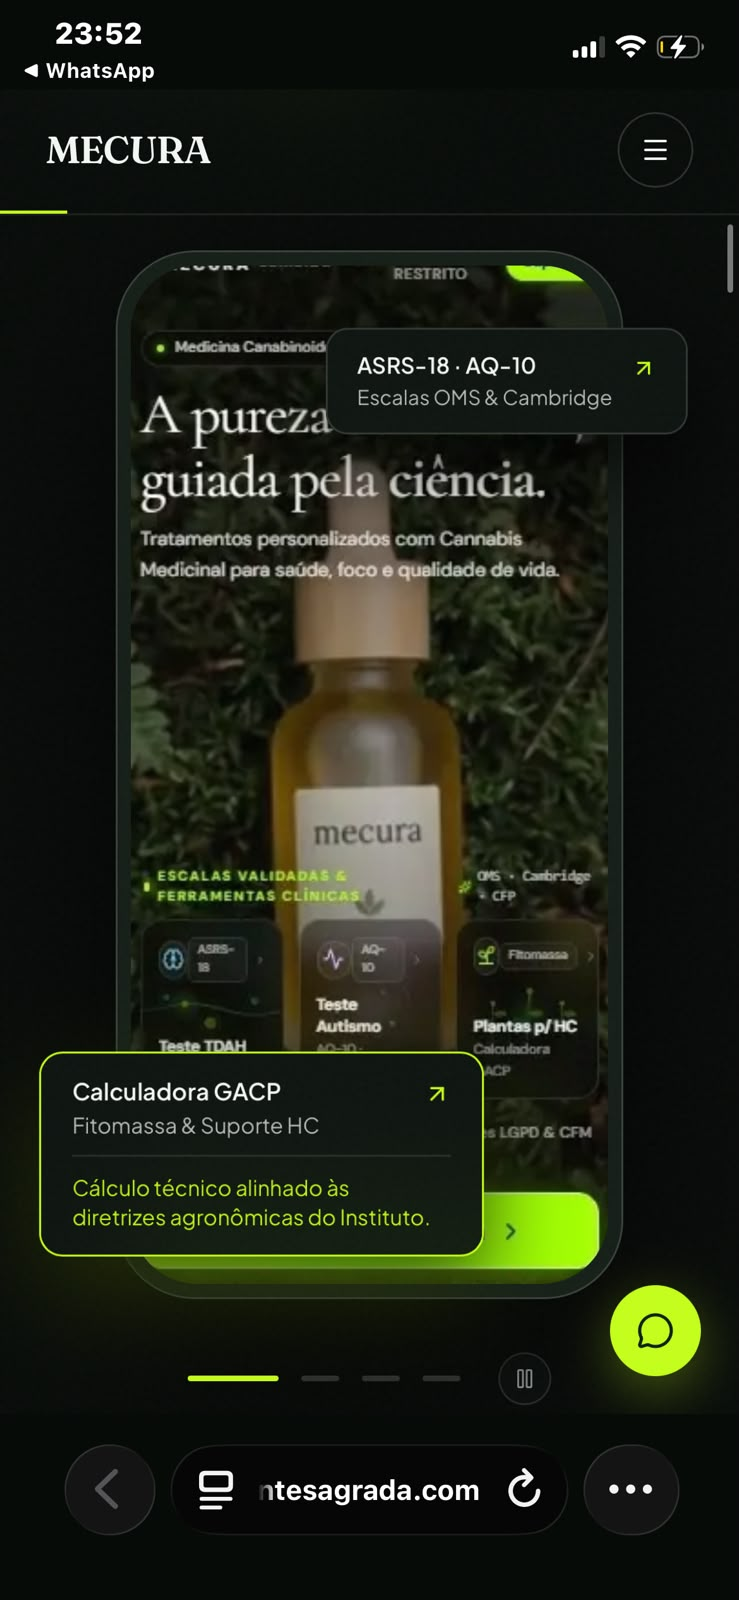 23:52
WhatsApp
MECURA
RESTRITO
Medicina
ASRS-18 · AQ-10
Escalas OMS & Cambridge
A pureza
guiada pela ciência.
Tratamentos personalizados com Cannabis
Medicinal para saúde, foco e qualidade de vida.
mecura
ESCALAS VALIDADAS &
FERRAMENTAS CLÍNICAS
OMS · Cambridge
· CFP
ASRS-
18
AQ-
10
Fitomassa
Teste
Autismo
Plantas p/ HC
Teste TDAH
AQ-10 ·
Calculadora
LGPD & CFM
Calculadora GACP
Fitomassa & Suporte HC
Cálculo técnico alinhado às
diretrizes agronômicas do Instituto.
ntesagrada.com